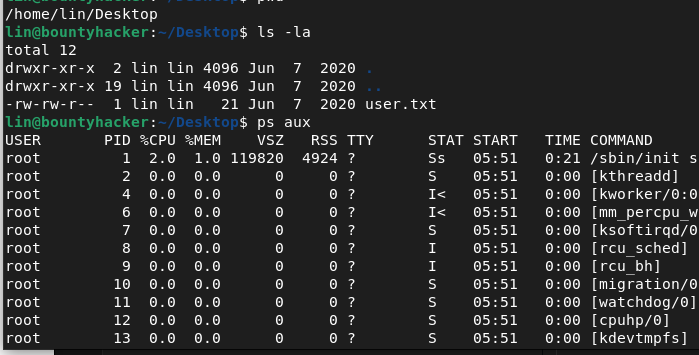 lin@bountyhacker:~/Desktop$ pwd
/home/lin/Desktop
lin@bountyhacker:~/Desktop$ ls -la
total 12
drwxr-xr-x  2 lin lin 4096 Jun  7  2020 .
drwxr-xr-x 19 lin lin 4096 Jun  7  2020 ..
-rw-rw-r--  1 lin lin   21 Jun  7  2020 user.txt
lin@bountyhacker:~/Desktop$ ps aux
USER       PID %CPU %MEM    VSZ   RSS TTY      STAT START   TIME COMMAND
root         1  2.0  1.0 119820  4924 ?        Ss   05:51   0:21 /sbin/init s
root         2  0.0  0.0      0     0 ?        S    05:51   0:00 [kthreadd]
root         4  0.0  0.0      0     0 ?        I<   05:51   0:00 [kworker/0:0
root         6  0.0  0.0      0     0 ?        I<   05:51   0:00 [mm_percpu_w
root         7  0.0  0.0      0     0 ?        S    05:51   0:00 [ksoftirqd/0
root         8  0.0  0.0      0     0 ?        I    05:51   0:00 [rcu_sched]
root         9  0.0  0.0      0     0 ?        I    05:51   0:00 [rcu_bh]
root        10  0.0  0.0      0     0 ?        S    05:51   0:00 [migration/0
root        11  0.0  0.0      0     0 ?        S    05:51   0:00 [watchdog/0]
root        12  0.0  0.0      0     0 ?        S    05:51   0:00 [cpuhp/0]
root        13  0.0  0.0      0     0 ?        S    05:51   0:00 [kdevtmpfs]